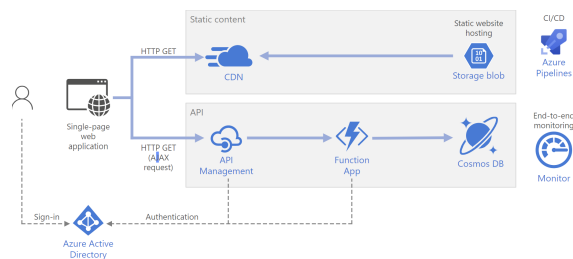 Static content
Static website
hosting
CI/CD
HTTP GET
CDN
Storage blob
Azure
Pipelines
API
Single-page
web
application
HTTP GET
(AJAX
request)
API
Management
Function
App
Cosmos DB
End-to-end
monitoring
Monitor
Sign-in
Authentication
Azure Active
Directory